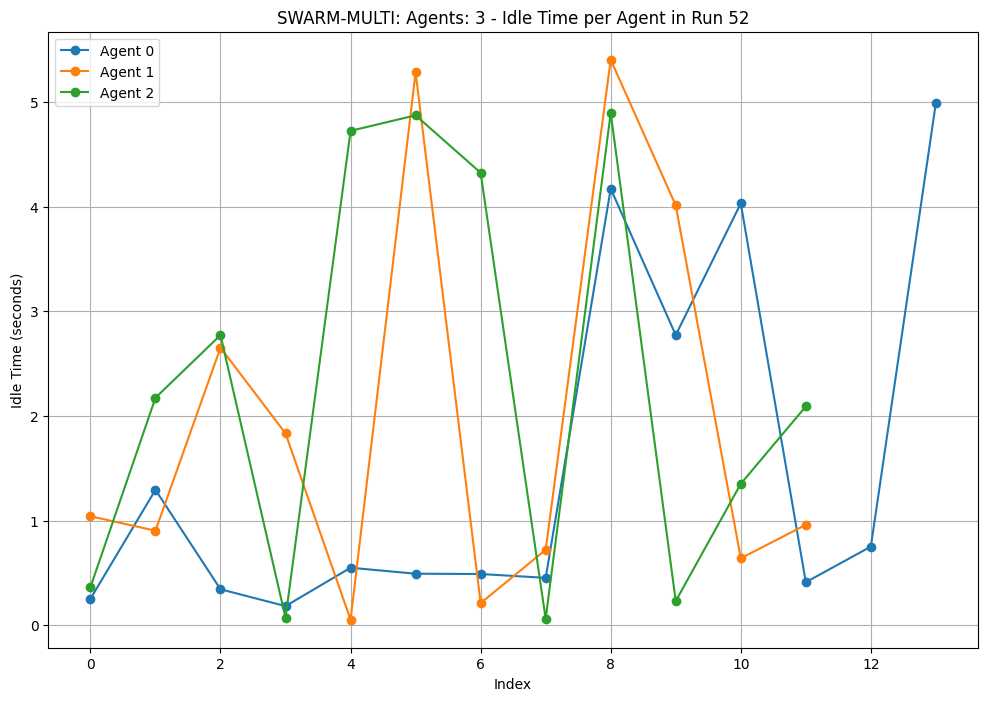 SWARM-MULTI: Agents: 3 - Idle Time per Agent in Run 52
Agent 0
Agent 1
Agent 2
Idle Time (seconds)
5
4
3
2
1
0
0 2 4 6 8 10 12
Index